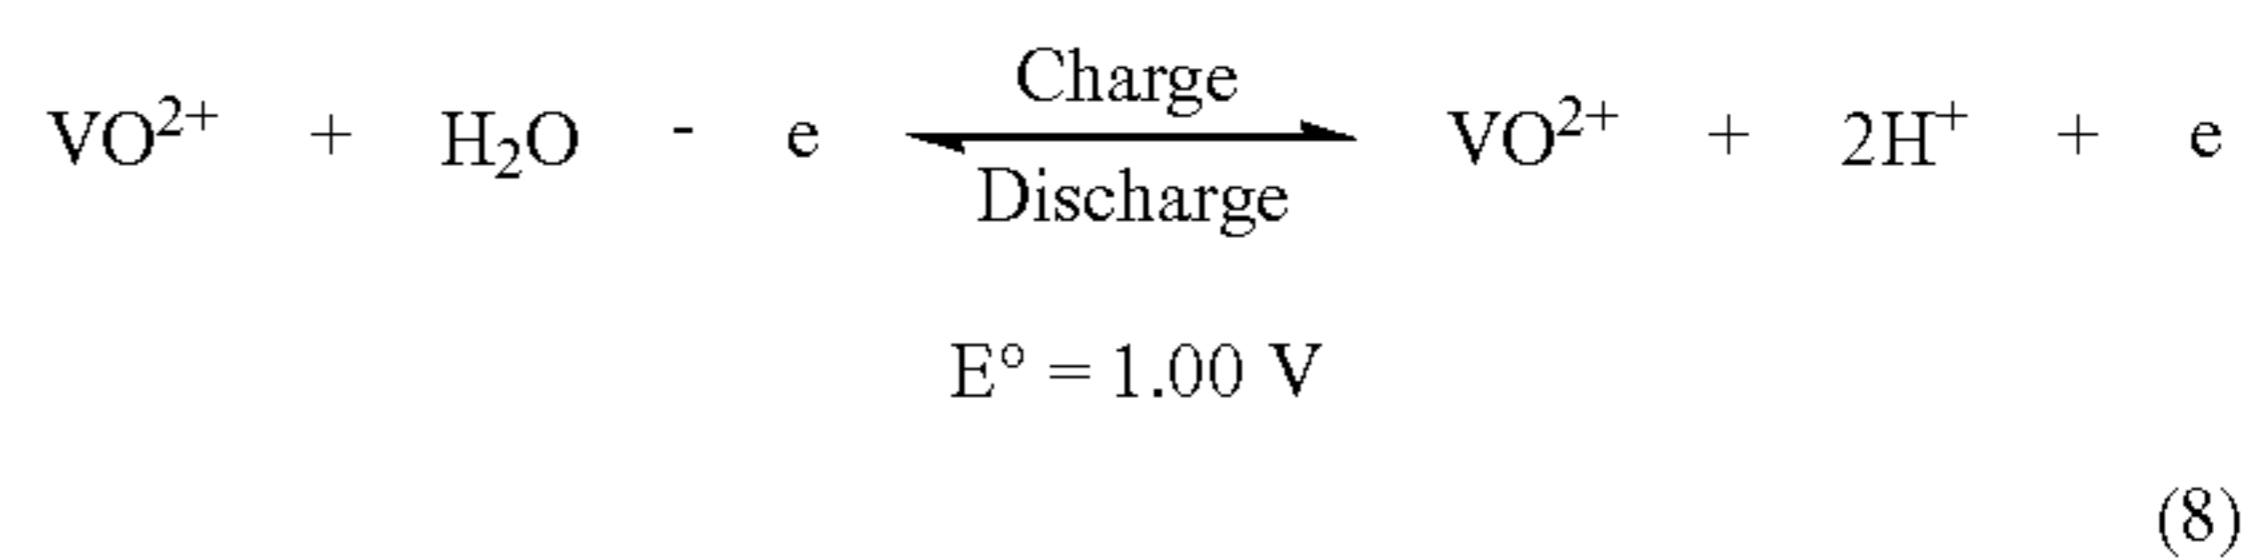 Charge
VO²⁺ + H₂O - e ⇌ VO²⁺ + 2H⁺ + e
Discharge
E° = 1.00 V
(8)